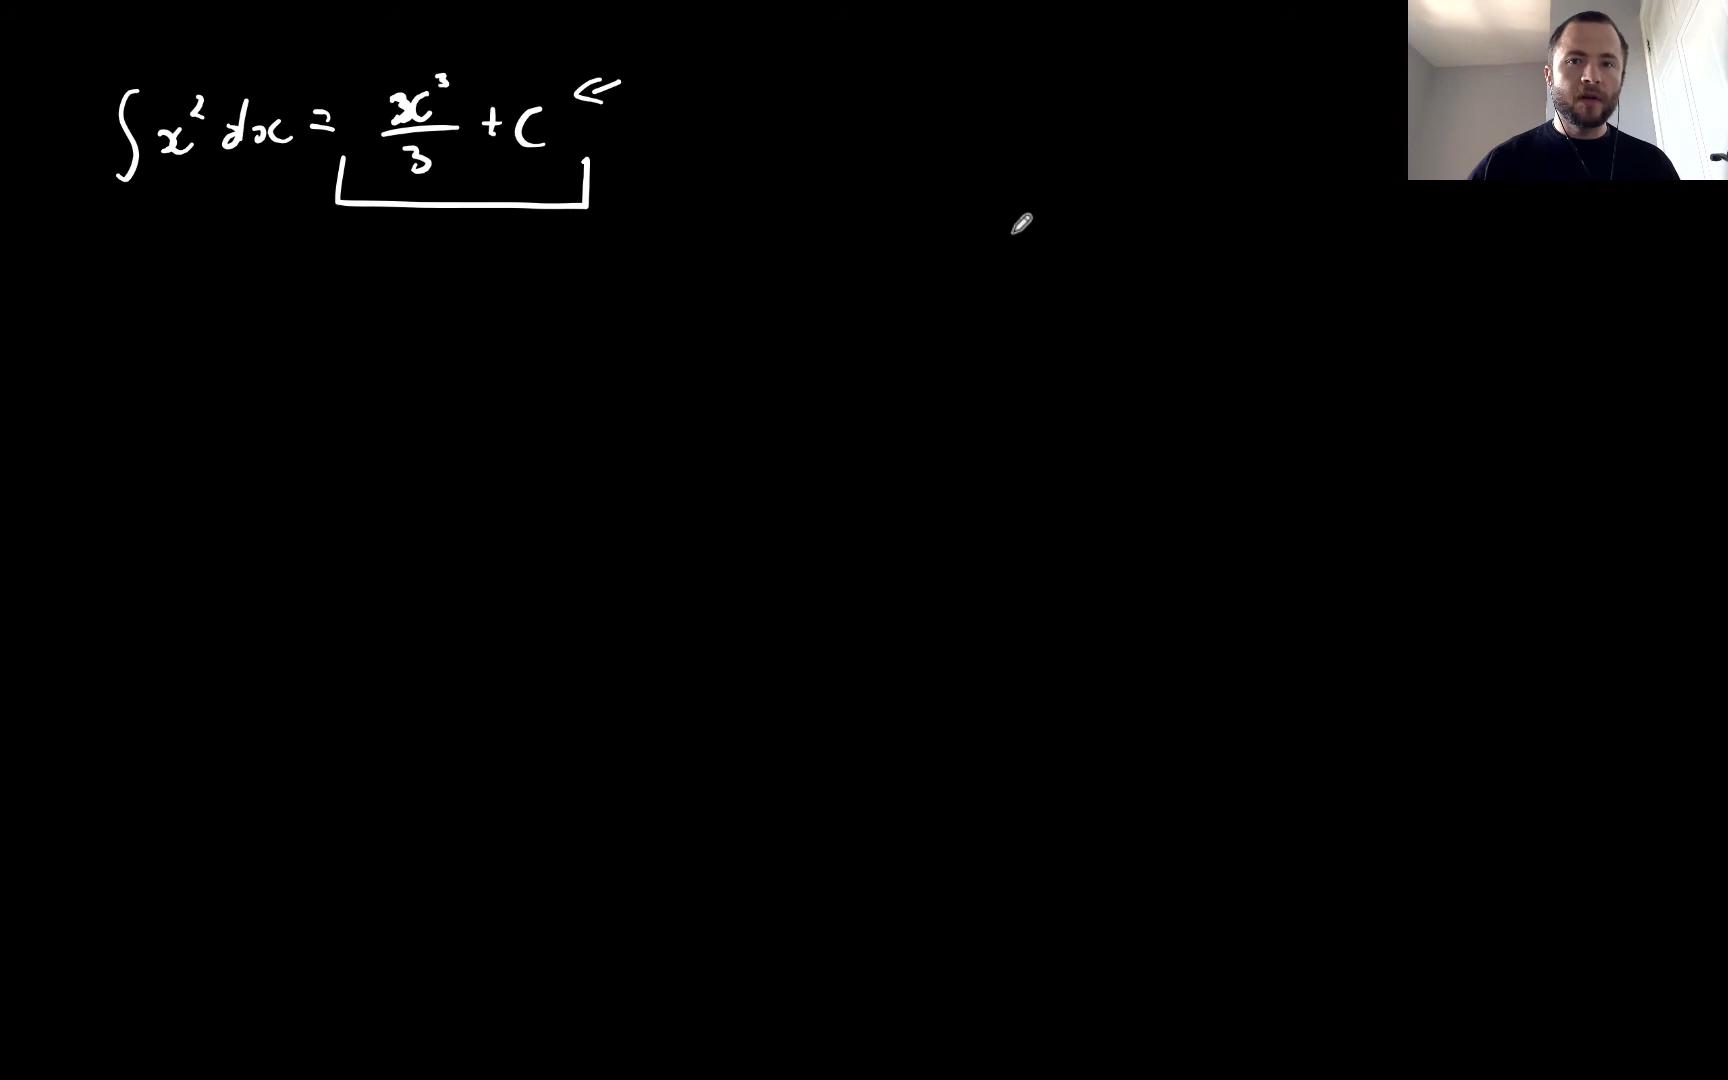 ∫ x² dx = x³/3 + C